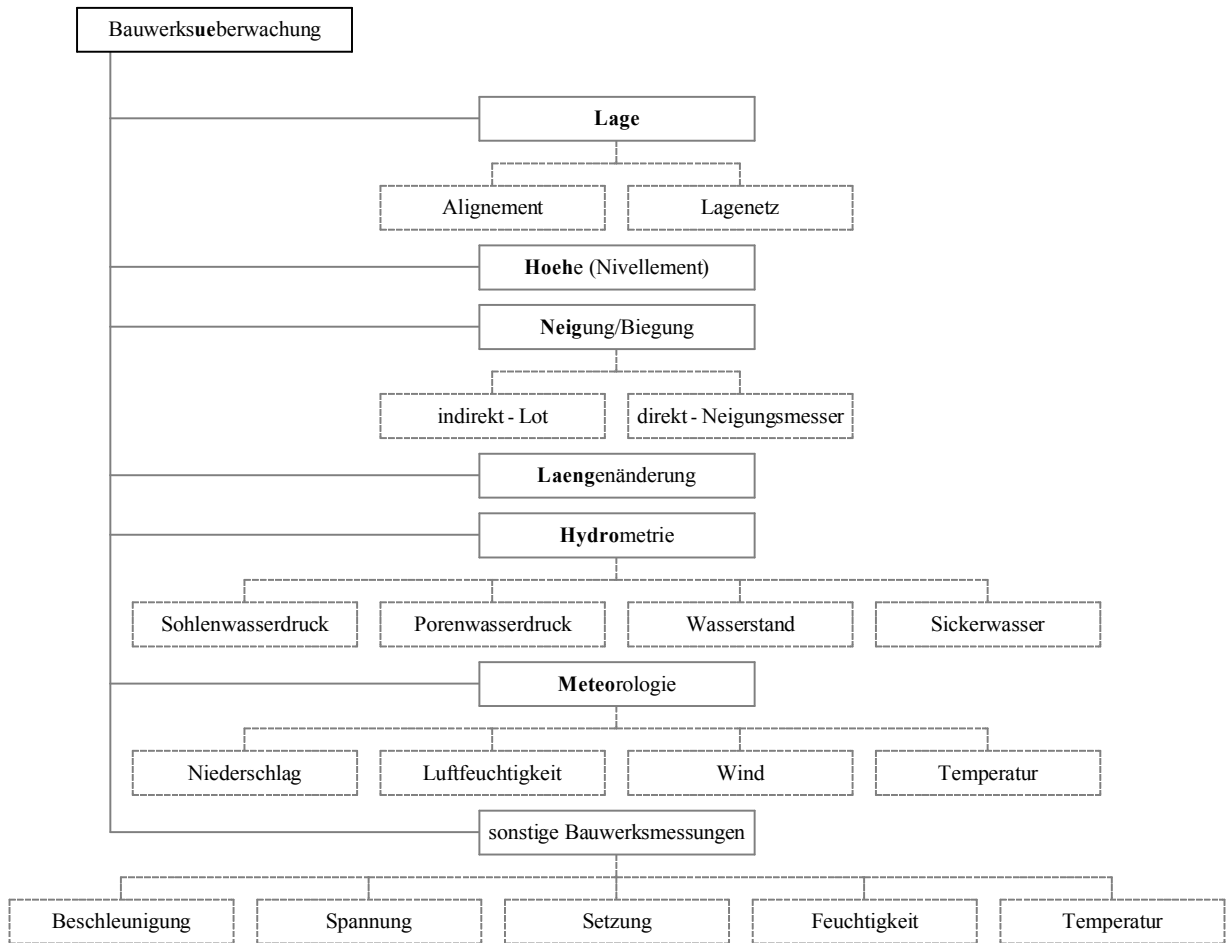 Bauwerksueberwachung
Lage
Alignement
Lagenetz
Hoehe (Nivellement)
Neigung/Biegung
indirekt - Lot
direkt - Neigungsmesser
Laengenänderung
Hydrometrie
Sohlenwasserdruck
Porenwasserdruck
Wasserstand
Sickerwasser
Meteorologie
Niederschlag
Luftfeuchtigkeit
Wind
Temperatur
sonstige Bauwerksmessungen
Beschleunigung
Spannung
Setzung
Feuchtigkeit
Temperatur